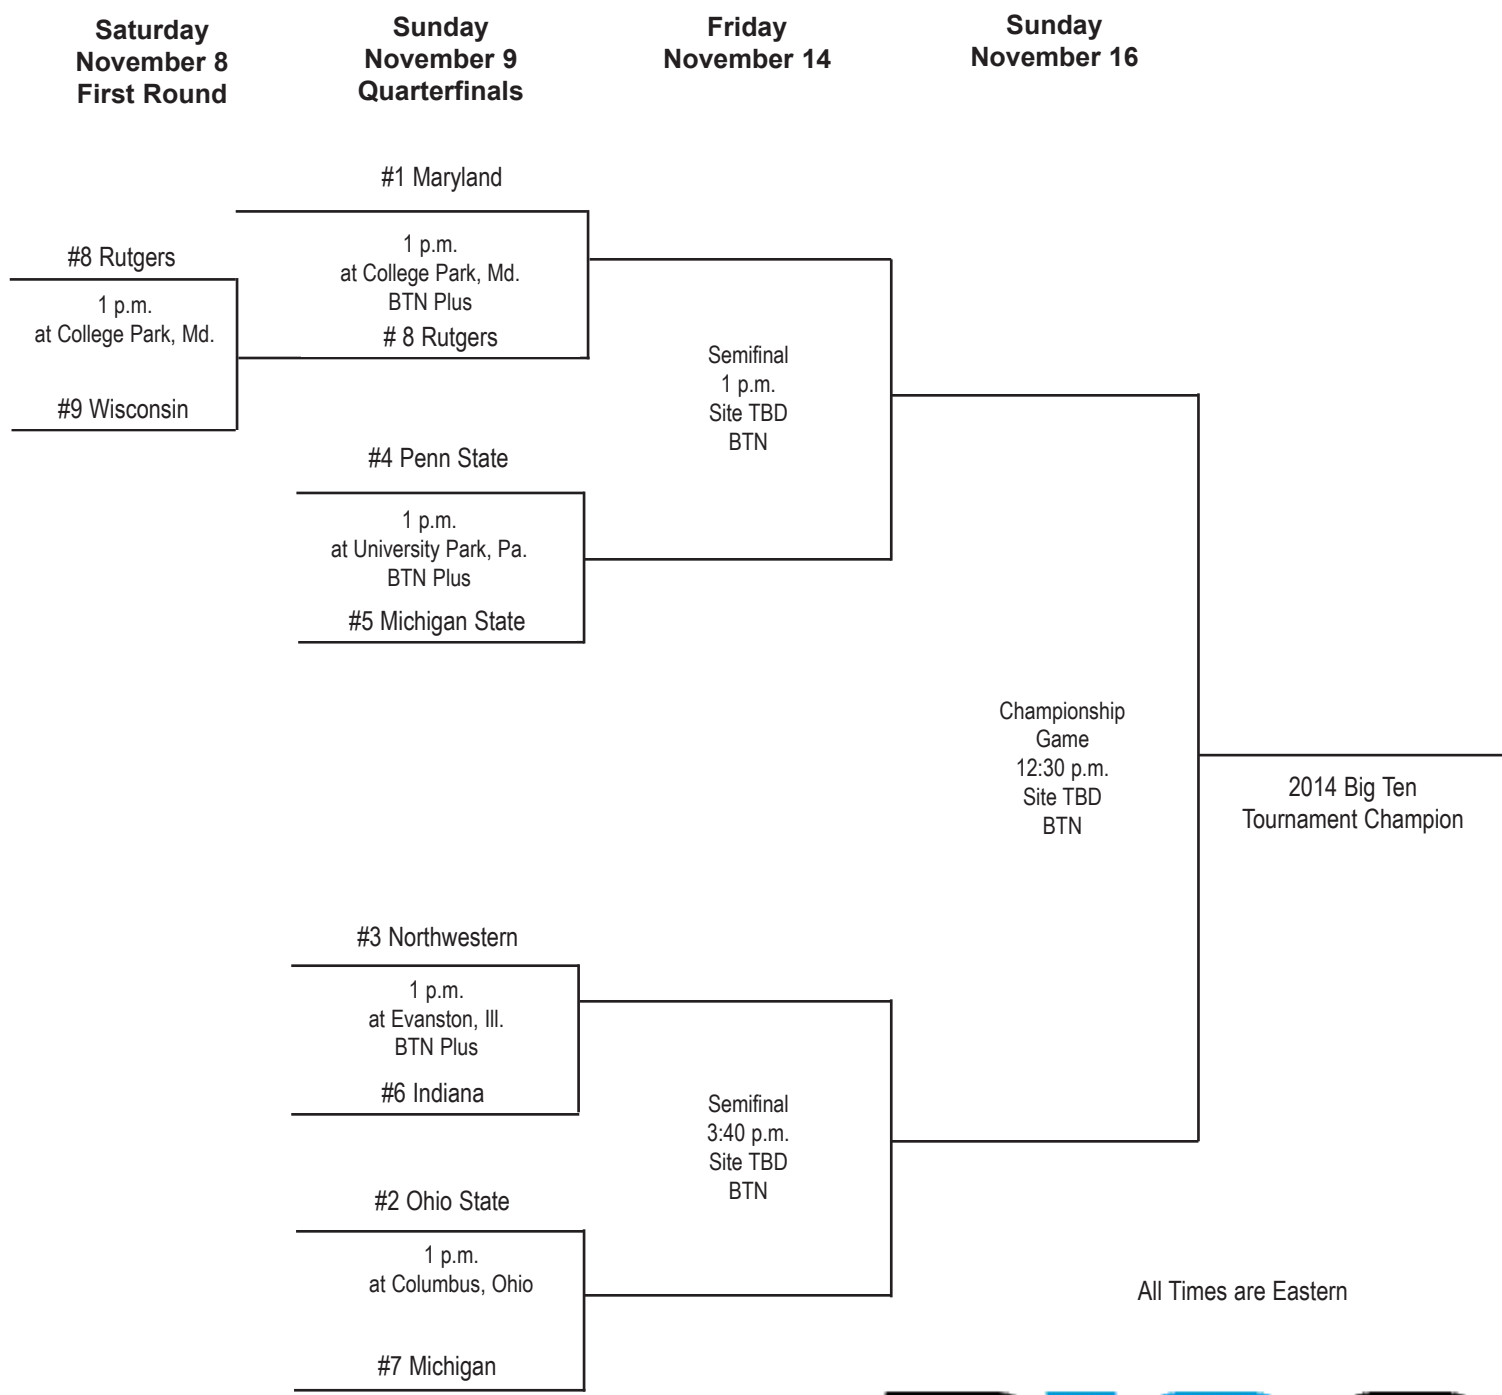 Saturday
November 8
First Round
Sunday
November 9
Quarterfinals
Friday
November 14
Sunday
November 16
#8 Rutgers
1 p.m.
at College Park, Md.
#9 Wisconsin
#1 Maryland
1 p.m.
at College Park, Md.
BTN Plus
# 8 Rutgers
#4 Penn State
1 p.m.
at University Park, Pa.
BTN Plus
#5 Michigan State
#3 Northwestern
1 p.m.
at Evanston, Ill.
BTN Plus
#6 Indiana
#2 Ohio State
1 p.m.
at Columbus, Ohio
#7 Michigan
Semifinal
1 p.m.
Site TBD
BTN
Semifinal
3:40 p.m.
Site TBD
BTN
Championship
Game
12:30 p.m.
Site TBD
BTN
2014 Big Ten
Tournament Champion
All Times are Eastern